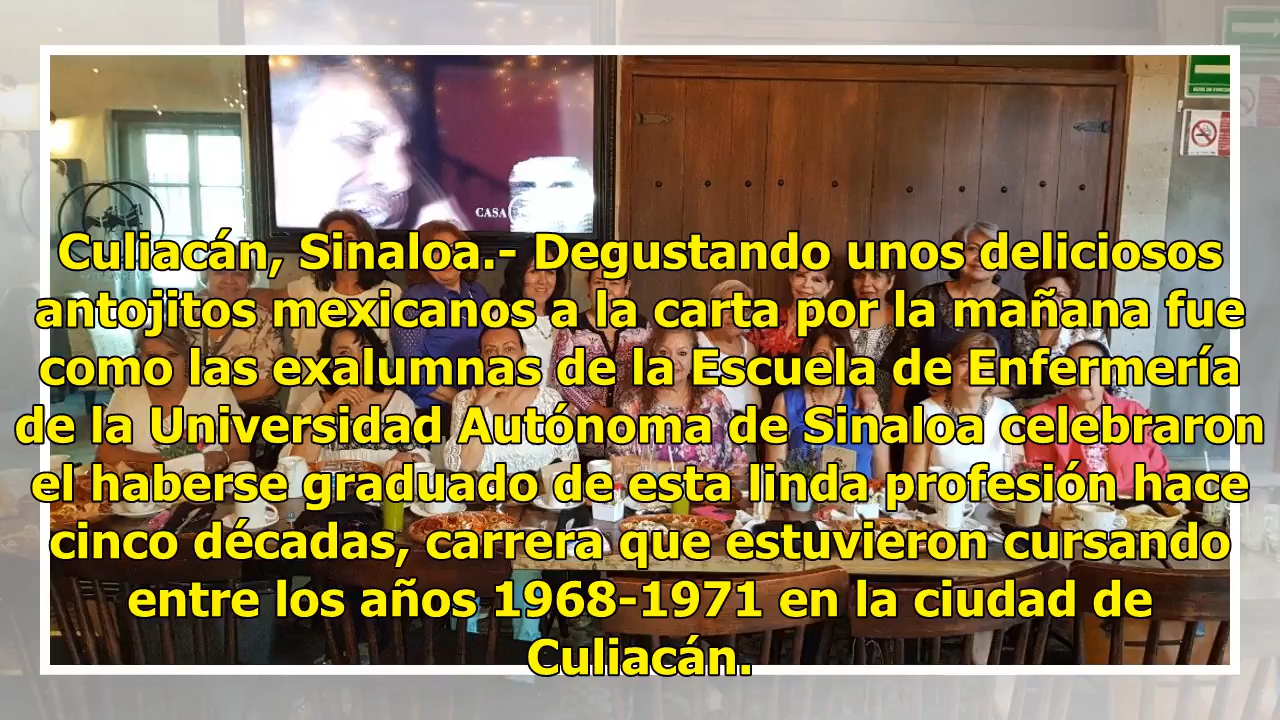 CASA
Culiacán, Sinaloa.- Degustando unos deliciosos
antojitos mexicanos a la carta por la mañana fue
como las exalumnas de la Escuela de Enfermería
de la Universidad Autónoma de Sinaloa celebraron
el haberse graduado de esta linda profesión hace
cinco décadas, carrera que estuvieron cursando
entre los años 1968-1971 en la ciudad de
Culiacán.